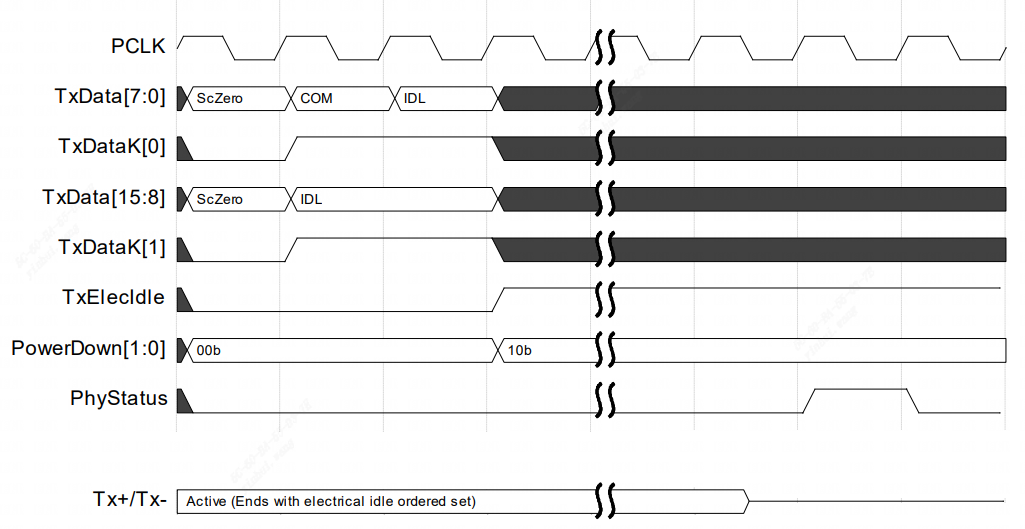 PCLK
TxData[7:0] ScZero COM IDL
TxDataK[0]
TxData[15:8] ScZero IDL
TxDataK[1]
TxElecIdle
PowerDown[1:0] 00b 10b
PhyStatus
Tx+/Tx- Active (Ends with electrical idle ordered set)